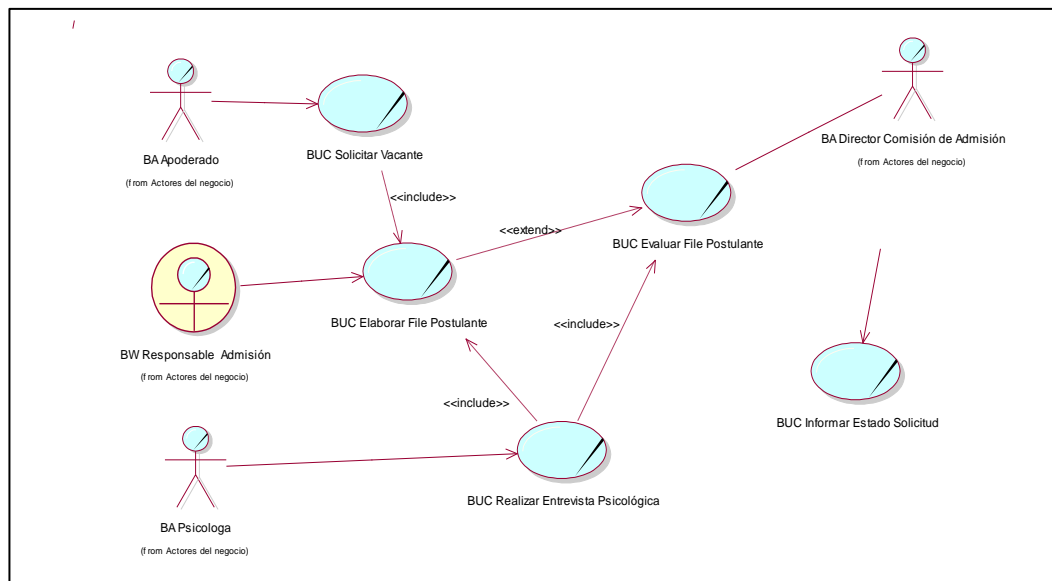 BA Apoderado
(from Actores del negocio)
BUC Solicitar Vacante
BA Director Comisión de Admisión
(from Actores del negocio)
<<include>>
<<extend>>
BUC Evaluar File Postulante
BUC Elaborar File Postulante
BW Responsable Admisión
(from Actores del negocio)
<<include>>
<<include>>
BUC Informar Estado Solicitud
BUC Realizar Entrevista Psicológica
BA Psicologa
(from Actores del negocio)